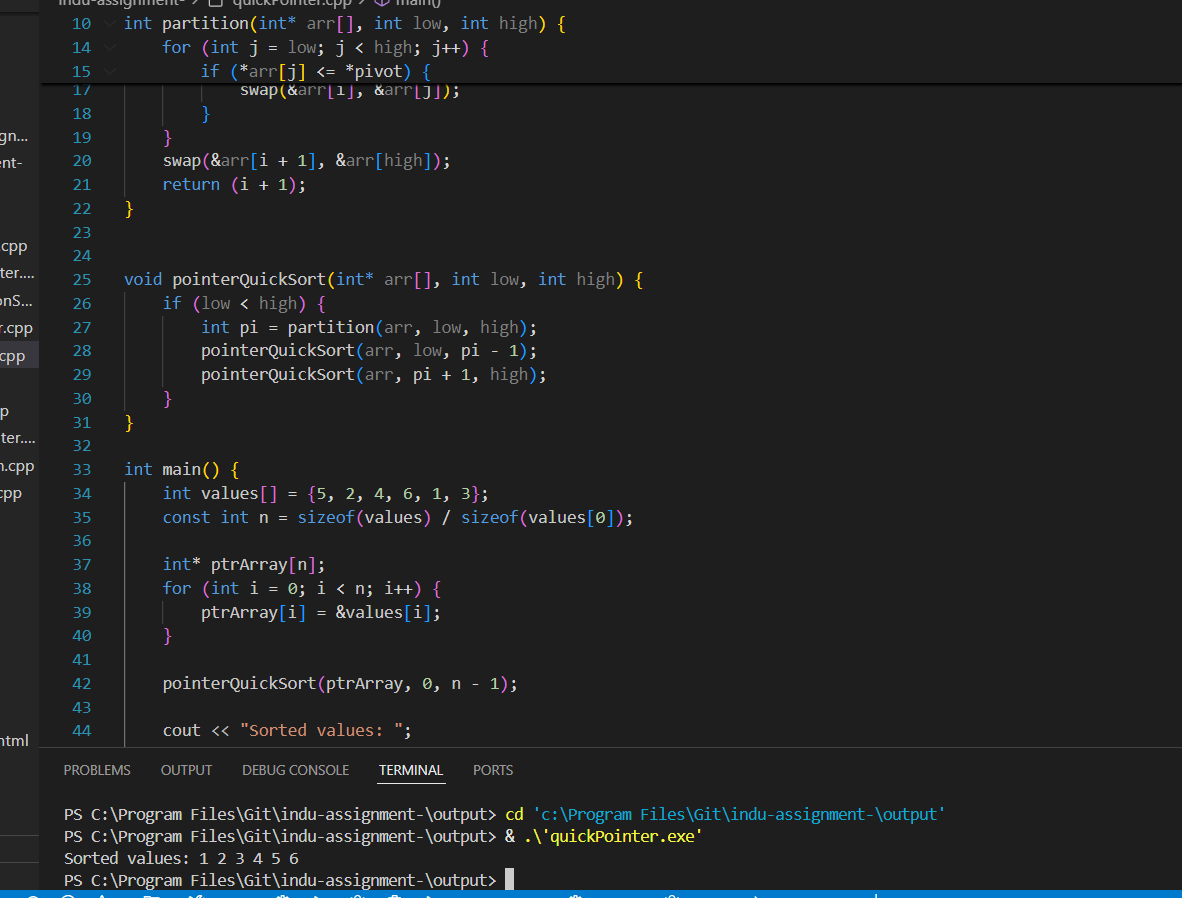 indu-assignment- > quickPointer.cpp > main()
10 int partition(int* arr[], int low, int high) {
14 for (int j = low; j < high; j++) {
15 if (*arr[j] <= *pivot) {
17 swap(&arr[i], &arr[j]);
18 }
19 }
20 swap(&arr[i + 1], &arr[high]);
21 return (i + 1);
22 }
23
24
25 void pointerQuickSort(int* arr[], int low, int high) {
26 if (low < high) {
27 int pi = partition(arr, low, high);
28 pointerQuickSort(arr, low, pi - 1);
29 pointerQuickSort(arr, pi + 1, high);
30 }
31 }
32
33 int main() {
34 int values[] = {5, 2, 4, 6, 1, 3};
35 const int n = sizeof(values) / sizeof(values[0]);
36
37 int* ptrArray[n];
38 for (int i = 0; i < n; i++) {
39 ptrArray[i] = &values[i];
40 }
41
42 pointerQuickSort(ptrArray, 0, n - 1);
43
44 cout << "Sorted values: ";
gn...
ent-
.cpp
ter....
onS...
r.cpp
cpp
p
ter....
n.cpp
cpp
html
PROBLEMS OUTPUT DEBUG CONSOLE TERMINAL PORTS
PS C:\Program Files\Git\indu-assignment-\output> cd 'c:\Program Files\Git\indu-assignment-\output'
PS C:\Program Files\Git\indu-assignment-\output> & .\'quickPointer.exe'
Sorted values: 1 2 3 4 5 6
PS C:\Program Files\Git\indu-assignment-\output>